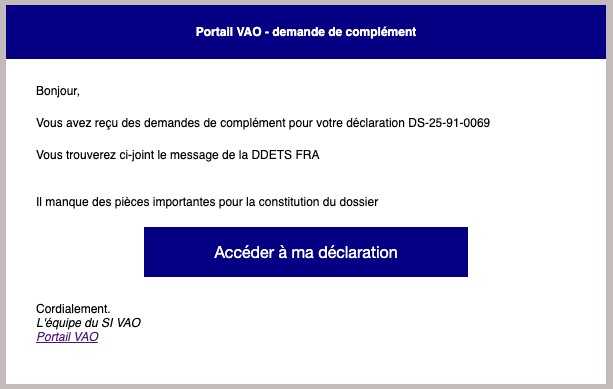 Portail VAO - demande de complément
Bonjour,
Vous avez reçu des demandes de complément pour votre déclaration DS-25-91-0069
Vous trouverez ci-joint le message de la DDETS FRA
Il manque des pièces importantes pour la constitution du dossier
Accéder à ma déclaration
Cordialement.
L'équipe du SI VAO
Portail VAO